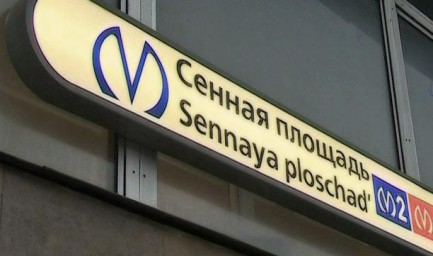 Сенная площадь
Sennaya ploschad'
2